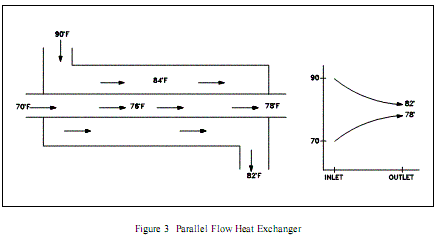 90°F
84°F
70°F
76°F
78°F
82°F
90
82°
78°
70
INLET
OUTLET
Figure 3 Parallel Flow Heat Exchanger